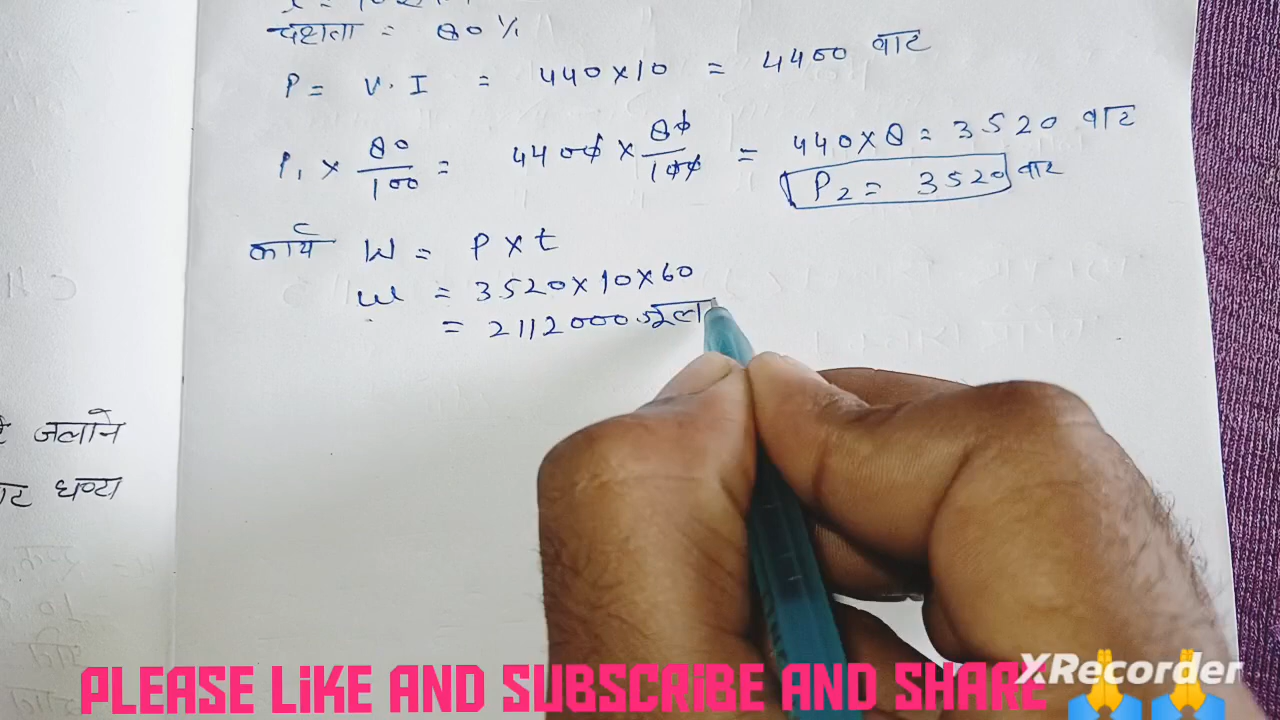 दक्षता = 80%
P = V.I = 440×10 = 4400 वाट
P₁ × 80/100 = 4400 × 80/100 = 440×8 = 3520 वाट
P₂ = 3520 वाट
कार्य W = P×t
W = 3520×10×60
= 2112000 जूल
जलाने
घण्टा
PLEASE LIKE AND SUBSCRIBE AND SHARE 🙏🙏
XRecorder